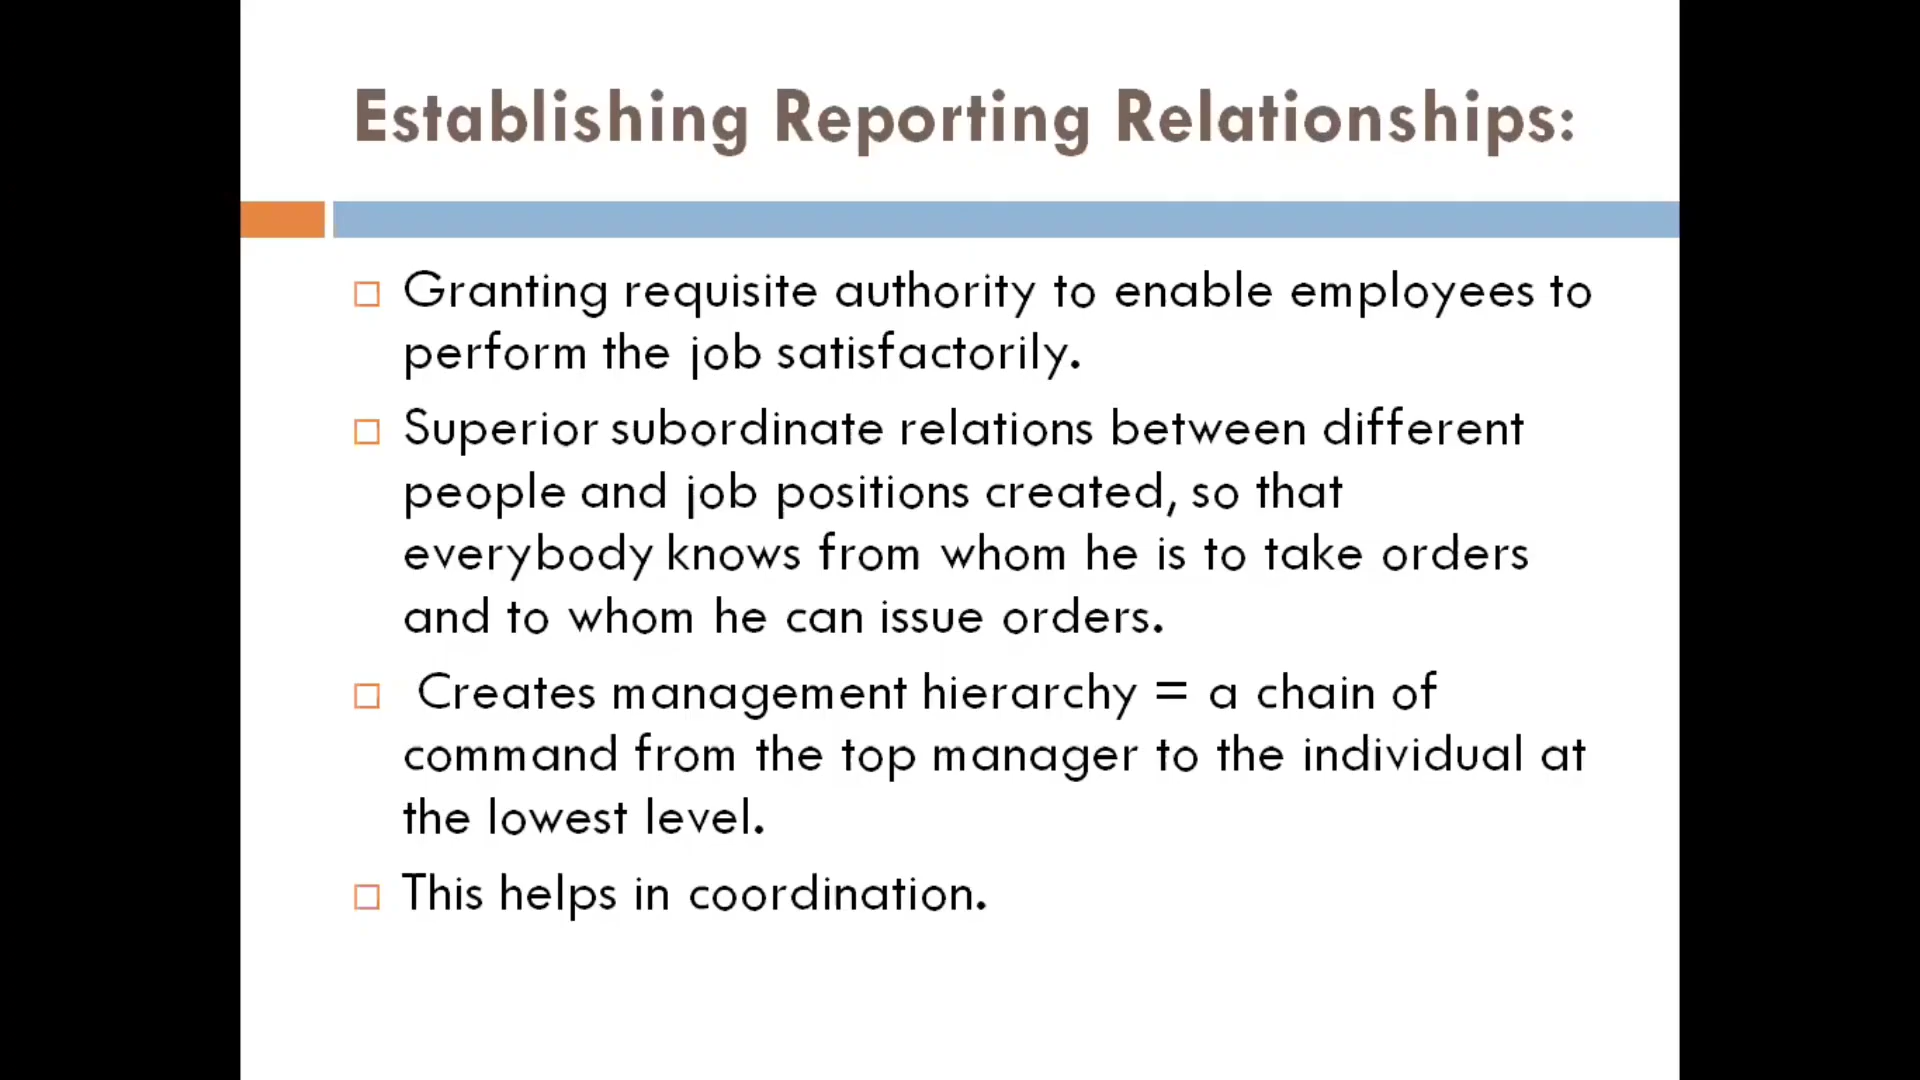 Establishing Reporting Relationships:
Granting requisite authority to enable employees to
perform the job satisfactorily.
Superior subordinate relations between different
people and job positions created, so that
everybody knows from whom he is to take orders
and to whom he can issue orders.
Creates management hierarchy = a chain of
command from the top manager to the individual at
the lowest level.
This helps in coordination.